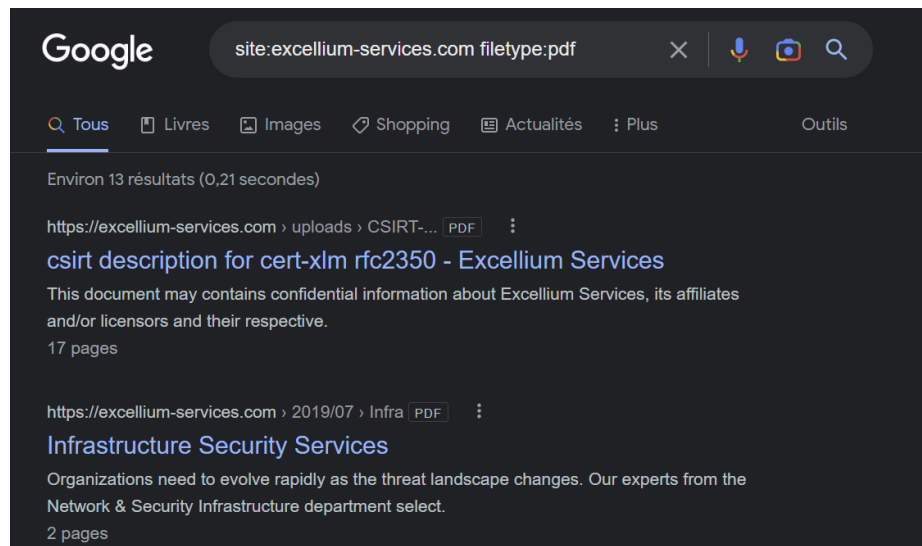 Google
site:excellium-services.com filetype:pdf
Tous Livres Images Shopping Actualités Plus Outils
Environ 13 résultats (0,21 secondes)
https://excellium-services.com › uploads › CSIRT-... PDF
csirt description for cert-xlm rfc2350 - Excellium Services
This document may contains confidential information about Excellium Services, its affiliates
and/or licensors and their respective.
17 pages
https://excellium-services.com › 2019/07 › Infra PDF
Infrastructure Security Services
Organizations need to evolve rapidly as the threat landscape changes. Our experts from the
Network & Security Infrastructure department select.
2 pages